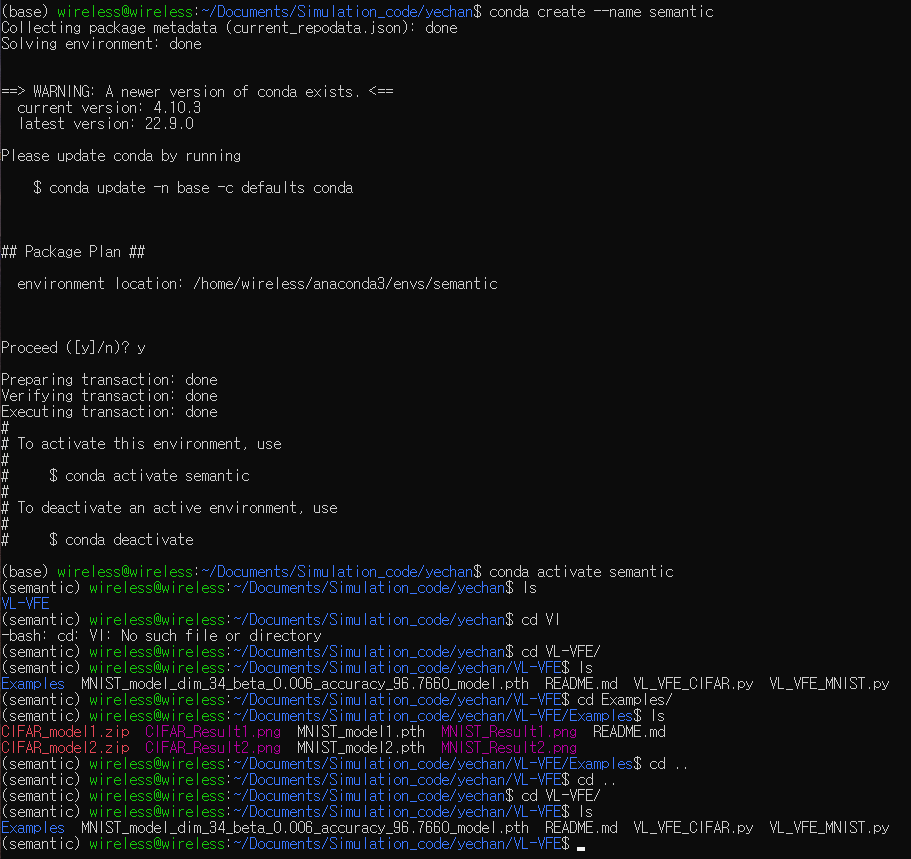 (base) wireless@wireless:~/Documents/Simulation_code/yechan$ conda create --name semantic
Collecting package metadata (current_repodata.json): done
Solving environment: done
==> WARNING: A newer version of conda exists. <==
  current version: 4.10.3
  latest version: 22.9.0
Please update conda by running
    $ conda update -n base -c defaults conda
## Package Plan ##
  environment location: /home/wireless/anaconda3/envs/semantic
Proceed ([y]/n)? y
Preparing transaction: done
Verifying transaction: done
Executing transaction: done
#
# To activate this environment, use
#
#     $ conda activate semantic
#
# To deactivate an active environment, use
#
#     $ conda deactivate
(base) wireless@wireless:~/Documents/Simulation_code/yechan$ conda activate semantic
(semantic) wireless@wireless:~/Documents/Simulation_code/yechan$ ls
VL-VFE
(semantic) wireless@wireless:~/Documents/Simulation_code/yechan$ cd Vl
-bash: cd: Vl: No such file or directory
(semantic) wireless@wireless:~/Documents/Simulation_code/yechan$ cd VL-VFE/
(semantic) wireless@wireless:~/Documents/Simulation_code/yechan/VL-VFE$ ls
Examples  MNIST_model_dim_34_beta_0.006_accuracy_96.7660_model.pth  README.md  VL_VFE_CIFAR.py  VL_VFE_MNIST.py
(semantic) wireless@wireless:~/Documents/Simulation_code/yechan/VL-VFE$ cd Examples/
(semantic) wireless@wireless:~/Documents/Simulation_code/yechan/VL-VFE/Examples$ ls
CIFAR_model1.zip  CIFAR_Result1.png  MNIST_model1.pth  MNIST_Result1.png  README.md
CIFAR_model2.zip  CIFAR_Result2.png  MNIST_model2.pth  MNIST_Result2.png
(semantic) wireless@wireless:~/Documents/Simulation_code/yechan/VL-VFE/Examples$ cd ..
(semantic) wireless@wireless:~/Documents/Simulation_code/yechan/VL-VFE$ cd ..
(semantic) wireless@wireless:~/Documents/Simulation_code/yechan$ cd VL-VFE/
(semantic) wireless@wireless:~/Documents/Simulation_code/yechan/VL-VFE$ ls
Examples  MNIST_model_dim_34_beta_0.006_accuracy_96.7660_model.pth  README.md  VL_VFE_CIFAR.py  VL_VFE_MNIST.py
(semantic) wireless@wireless:~/Documents/Simulation_code/yechan/VL-VFE$